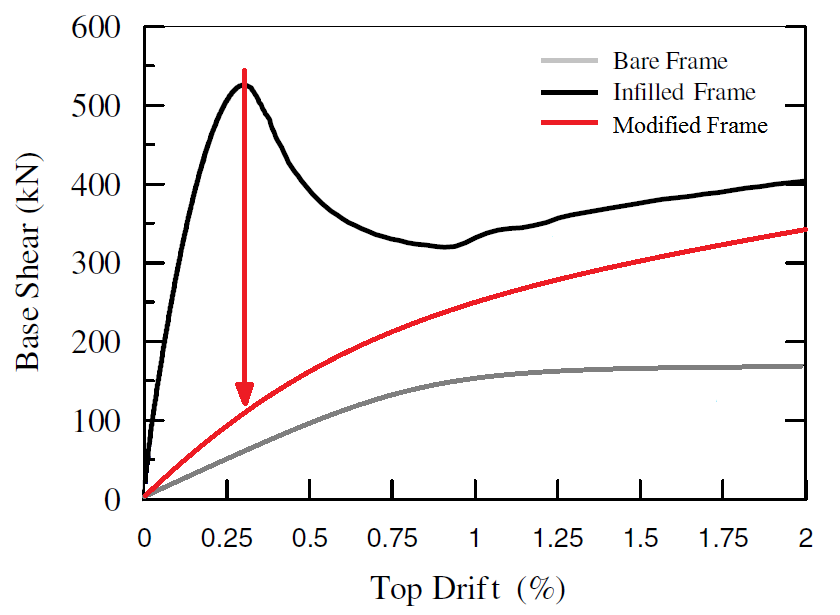 600
500
400
300
200
100
0
Base Shear (kN)
Bare Frame
Infilled Frame
Modified Frame
0 0.25 0.5 0.75 1 1.25 1.5 1.75 2
Top Drift (%)